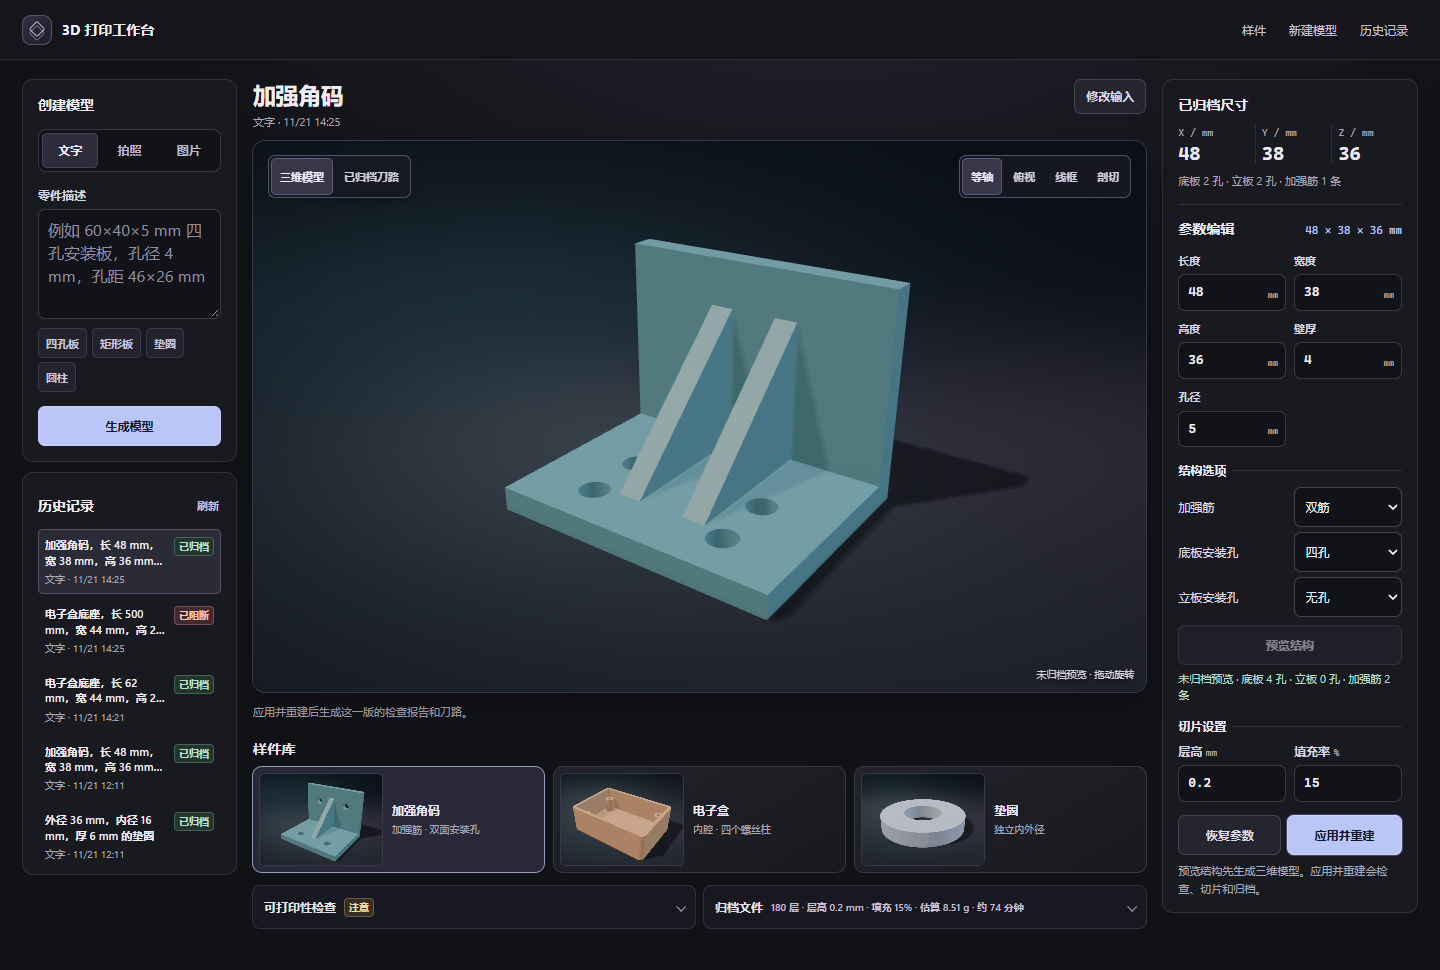 3D 打印工作台
样件
新建模型
历史记录
创建模型
文字
拍照
图片
零件描述
例如 60×40×5 mm 四
孔安装板，孔径 4
mm，孔距 46×26 mm
四孔板
矩形板
垫圈
圆柱
生成模型
历史记录
刷新
加强角码，长 48 mm，
宽 38 mm，高 36 mm...
已归档
文字 · 11/21 14:25
电子盒底座，长 500
mm，宽 44 mm，高 2...
已阻断
文字 · 11/21 14:25
电子盒底座，长 62
mm，宽 44 mm，高 2...
已归档
文字 · 11/21 14:21
加强角码，长 48 mm，
宽 38 mm，高 36 mm...
已归档
文字 · 11/21 12:11
外径 36 mm，内径 16
mm，厚 6 mm 的垫圆
已归档
文字 · 11/21 12:11
加强角码
文字 · 11/21 14:25
修改输入
三维模型
已归档刀路
等轴
俯视
线框
剖切
未归档预览 · 拖动旋转
应用并重建后生成这一版的检查报告和刀路。
样件库
加强角码
加强筋 · 双面安装孔
电子盒
内腔 · 四个螺丝柱
垫圈
独立内外径
可打印性检查
注意
归档文件
180 层 · 层高 0.2 mm · 填充 15% · 估算 8.51 g · 约 74 分钟
已归档尺寸
X / mm
Y / mm
Z / mm
48
38
36
底板 2 孔 · 立板 2 孔 · 加强筋 1 条
参数编辑
48 × 38 × 36 mm
长度
宽度
48 mm
38 mm
高度
壁厚
36 mm
4 mm
孔径
5 mm
结构选项
加强筋
双筋
底板安装孔
四孔
立板安装孔
无孔
预览结构
未归档预览 · 底板 4 孔 · 立板 0 孔 · 加强筋 2
条
切片设置
层高 mm
填充率 %
0.2
15
恢复参数
应用并重建
预览结构先生成三维模型。应用并重建会检
查、切片和归档。